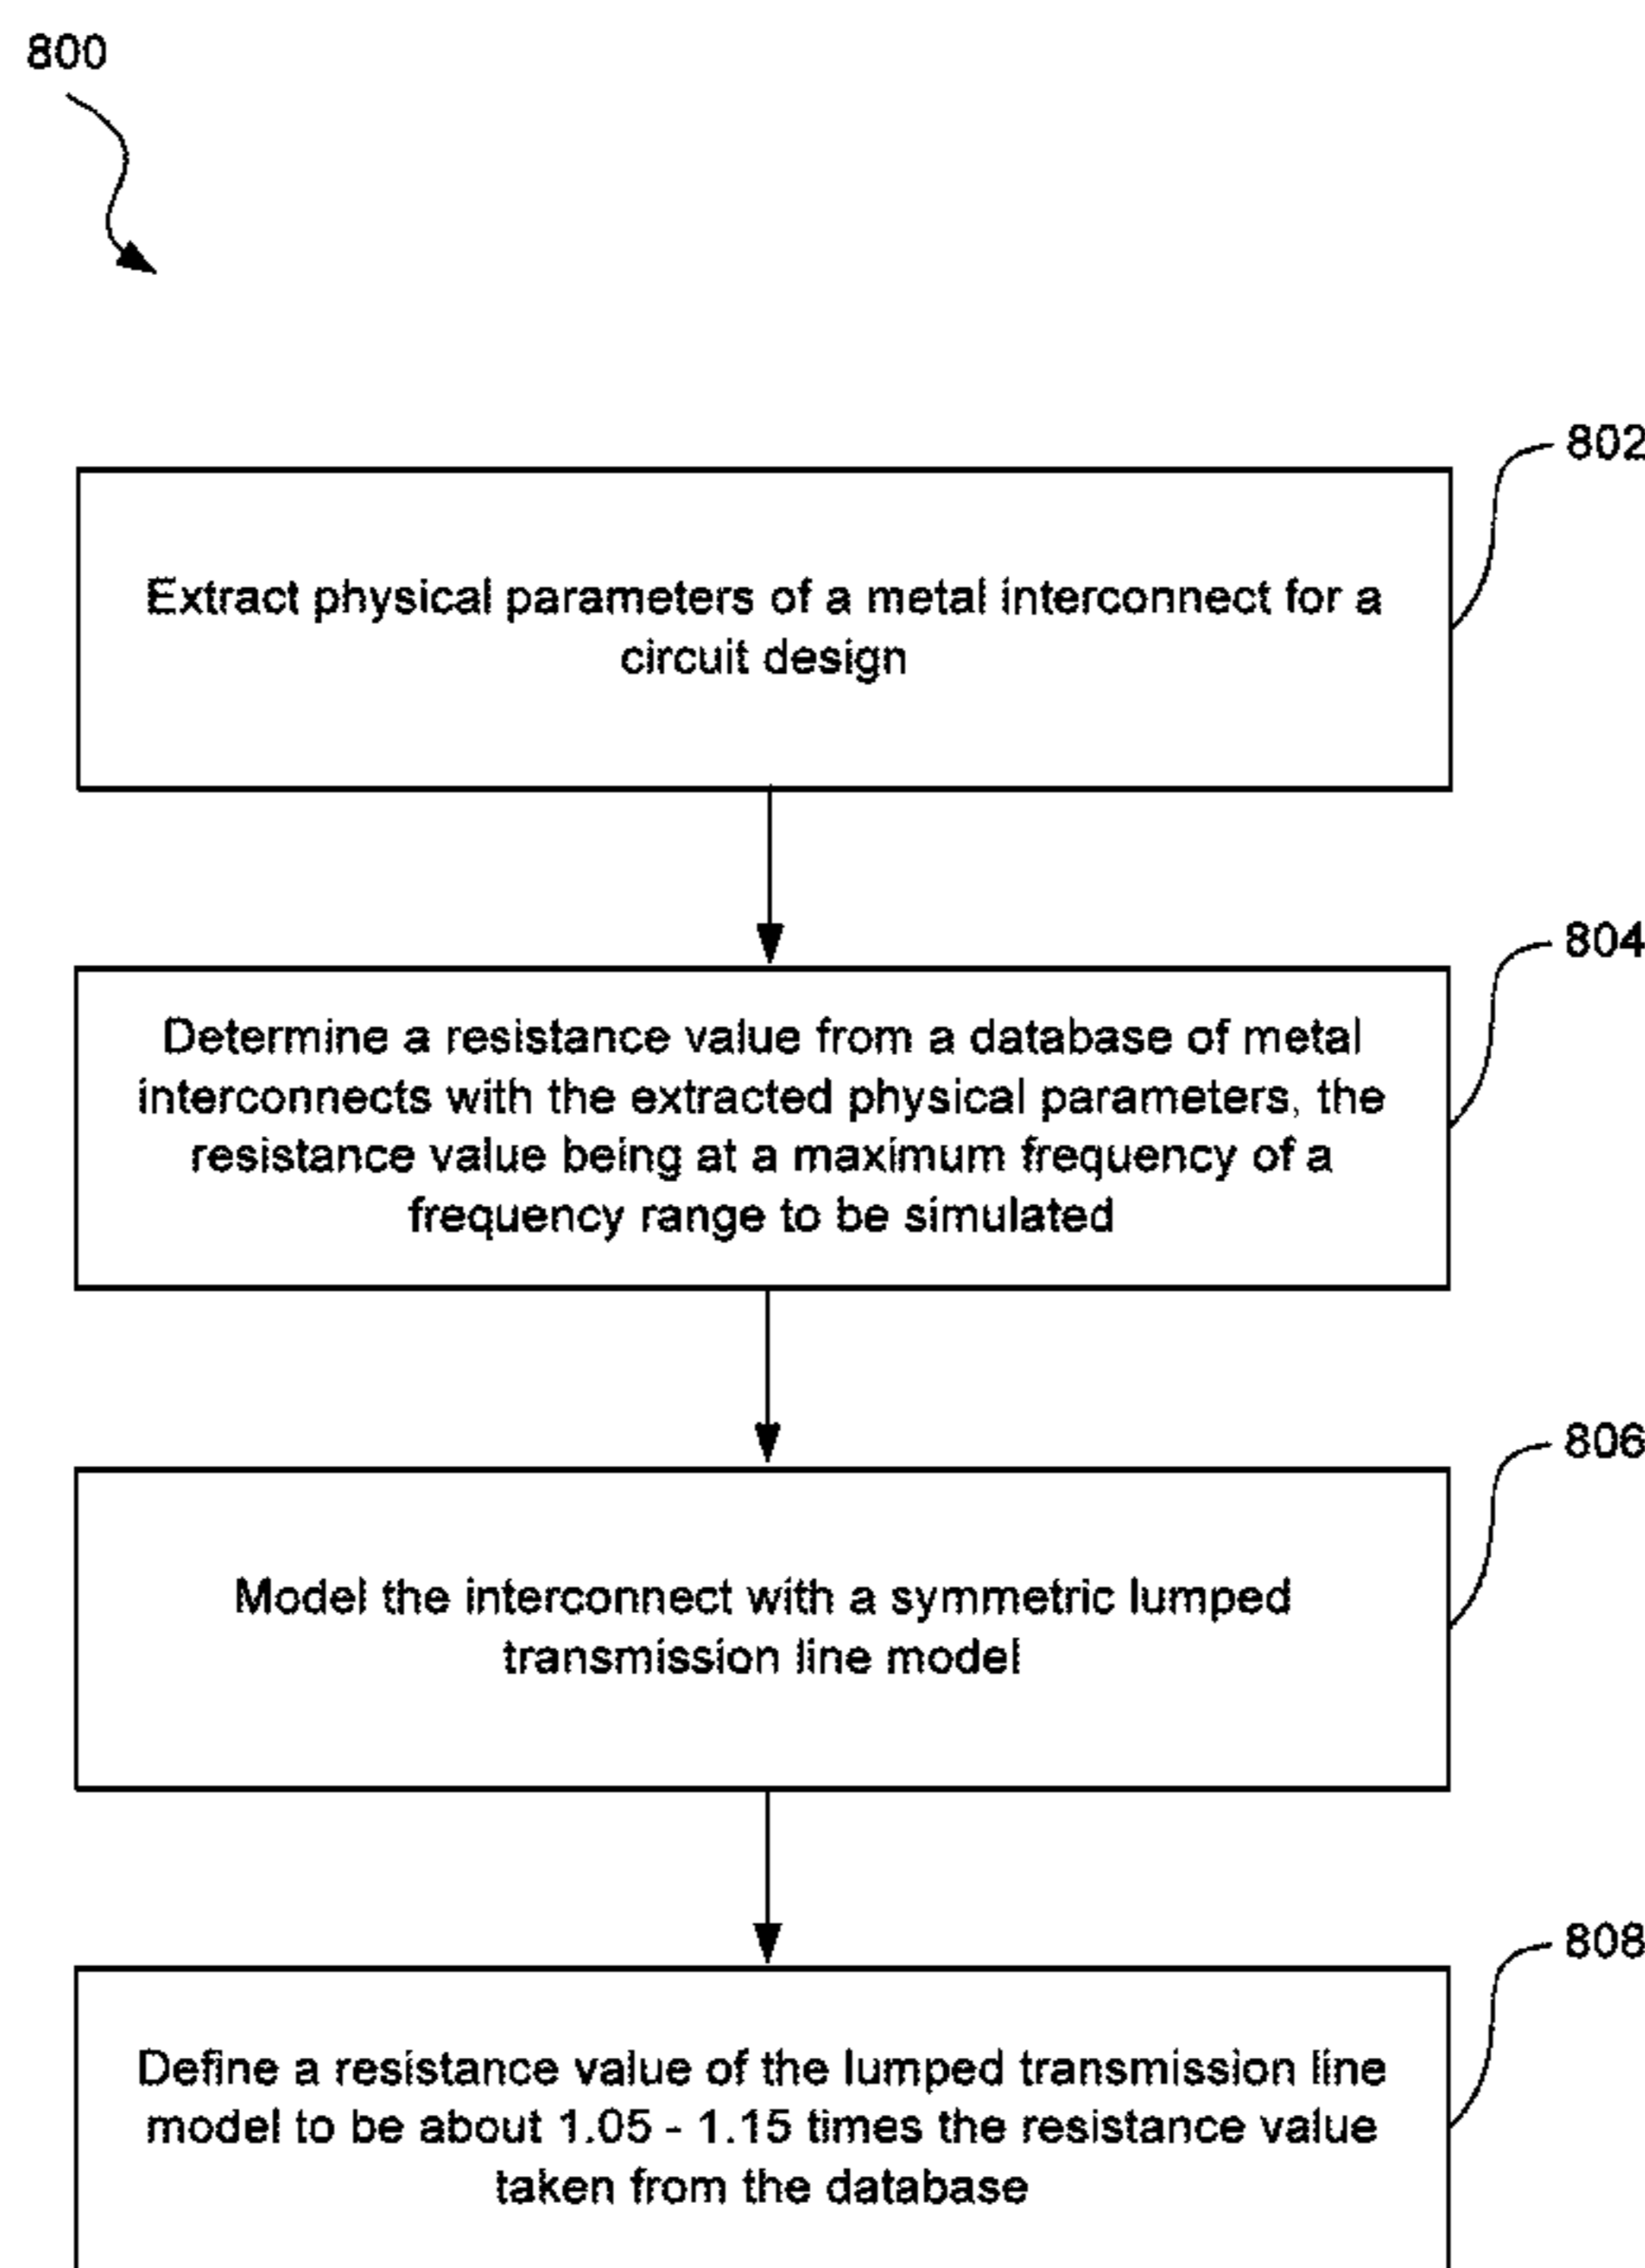 800
802
Extract physical parameters of a metal interconnect for a
circuit design
804
Determine a resistance value from a database of metal
interconnects with the extracted physical parameters, the
resistance value being at a maximum frequency of a
frequency range to be simulated
806
Model the interconnect with a symmetric lumped
transmission line model
808
Define a resistance value of the lumped transmission line
model to be about 1.05 - 1.15 times the resistance value
taken from the database